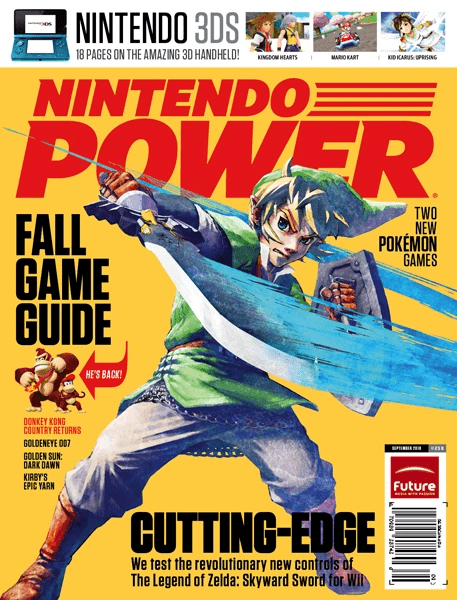 NINTENDO 3DS
18 PAGES ON THE AMAZING 3D HANDHELD!
KINGDOM HEARTS
MARIO KART
KID ICARUS: UPRISING
NINTENDO
POWER®
TWO
NEW
POKÉMON
GAMES
FALL
GAME
GUIDE
HE'S BACK!
DONKEY KONG
COUNTRY RETURNS
GOLDENEYE 007
GOLDEN SUN:
DARK DAWN
KIRBY'S
EPIC YARN
SEPTEMBER 2010
Future
MEDIA WITH PASSION
CUTTING-EDGE
We test the revolutionary new controls of
The Legend of Zelda: Skyward Sword for Wii